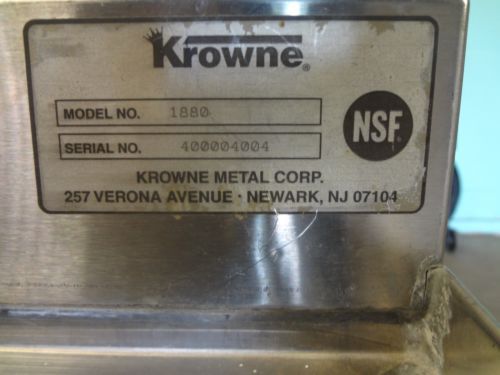 Krowne®
MODEL NO. 1880
NSF
SERIAL NO. 400004004
KROWNE METAL CORP.
257 VERONA AVENUE · NEWARK, NJ 07104